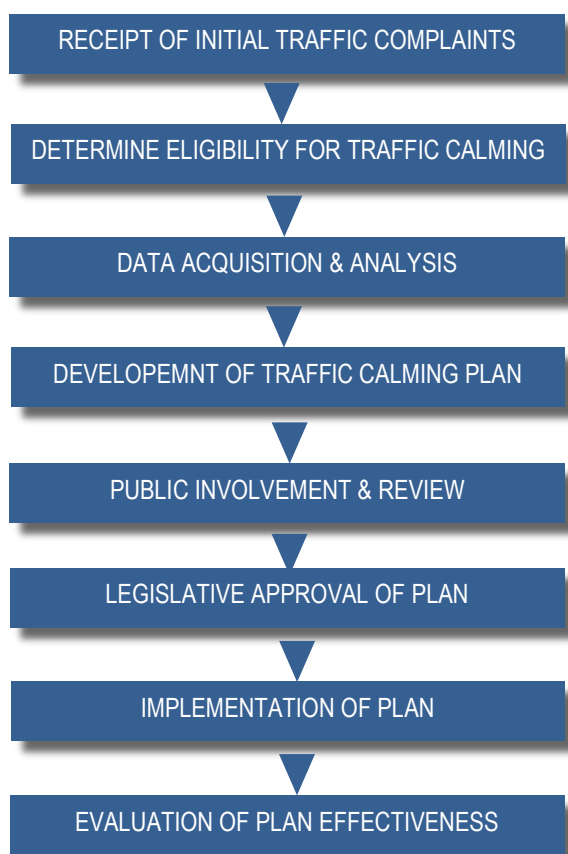 RECEIPT OF INITIAL TRAFFIC COMPLAINTS
DETERMINE ELIGIBILITY FOR TRAFFIC CALMING
DATA ACQUISITION & ANALYSIS
DEVELOPEMNT OF TRAFFIC CALMING PLAN
PUBLIC INVOLVEMENT & REVIEW
LEGISLATIVE APPROVAL OF PLAN
IMPLEMENTATION OF PLAN
EVALUATION OF PLAN EFFECTIVENESS